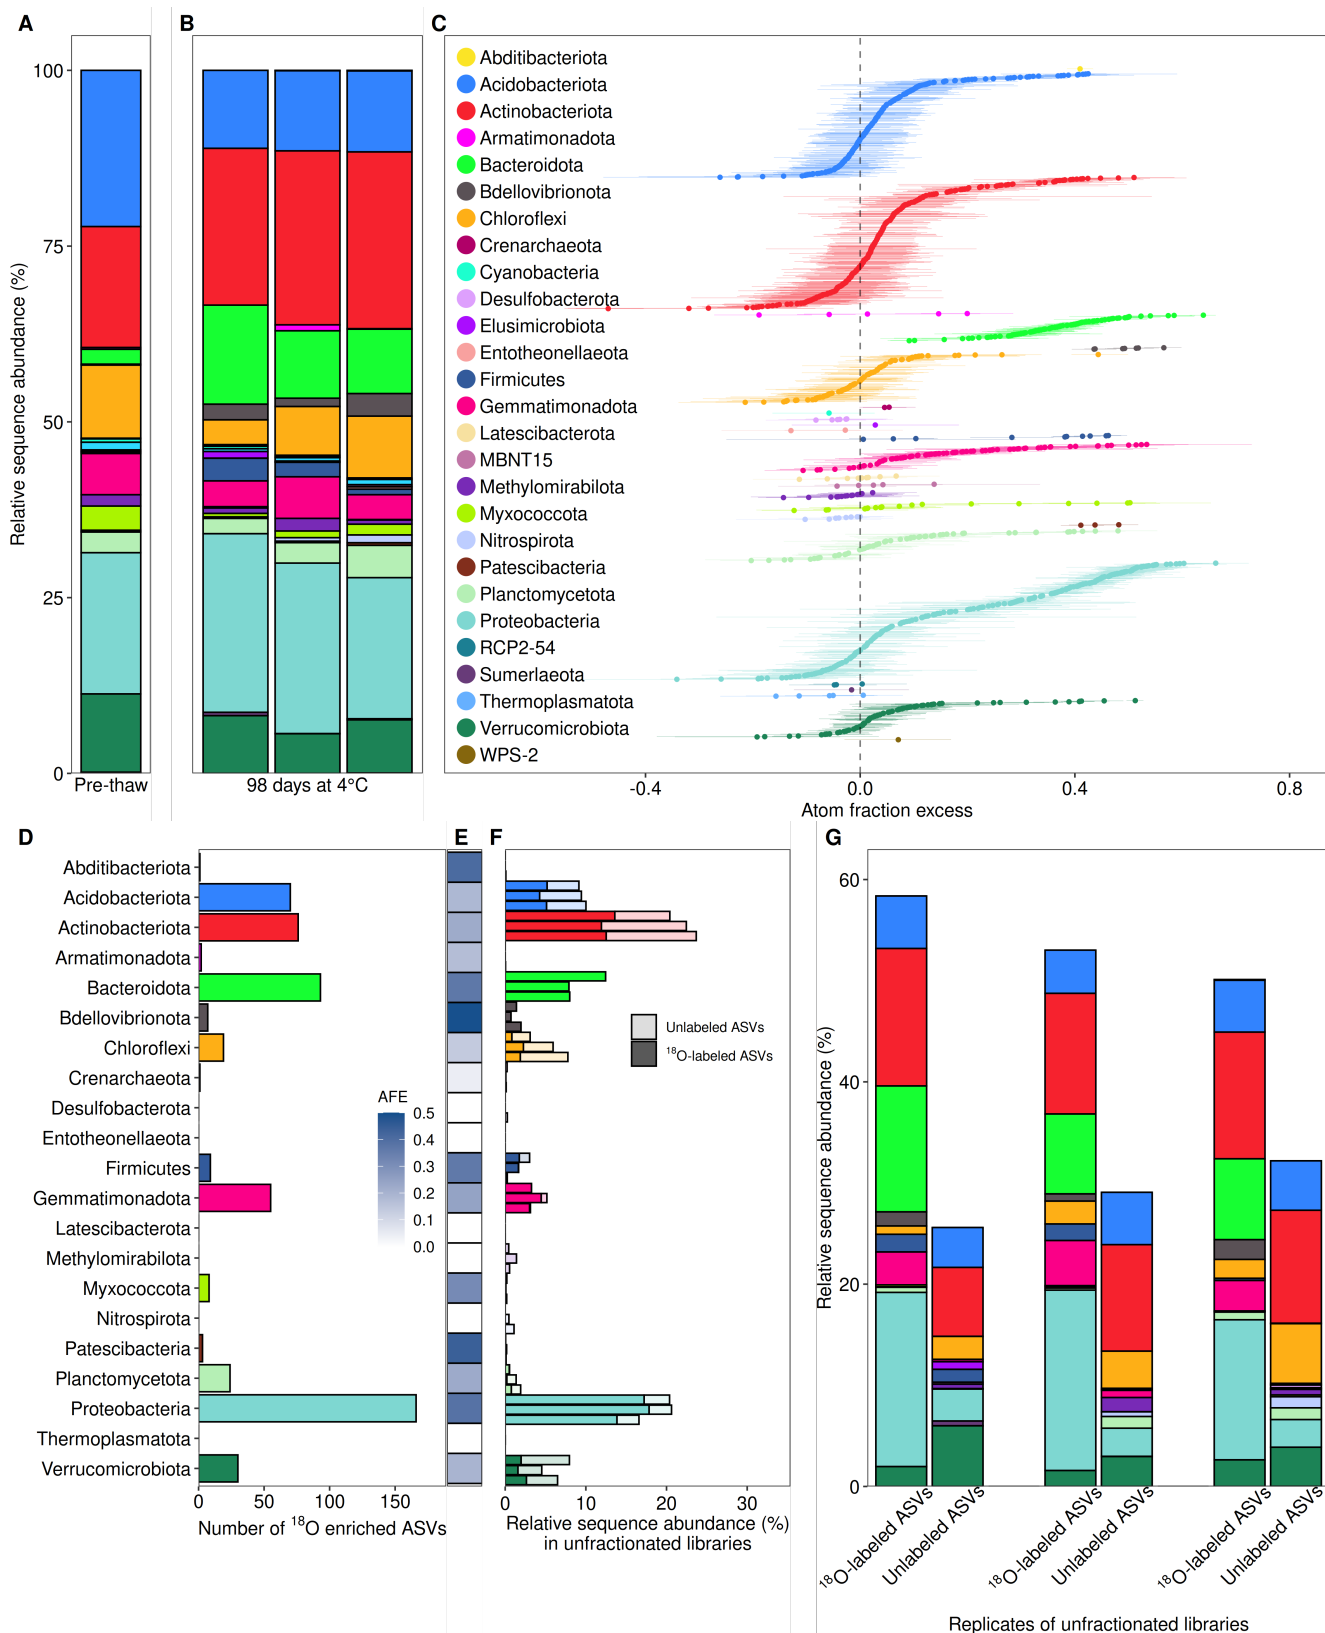 A
B
C
Relative sequence abundance (%)
100
75
50
25
0
Pre-thaw
98 days at 4°C
Abditibacteriota
Acidobacteriota
Actinobacteriota
Armatimonadota
Bacteroidota
Bdellovibrionota
Chloroflexi
Crenarchaeota
Cyanobacteria
Desulfobacterota
Elusimicrobiota
Entotheonellaeota
Firmicutes
Gemmatimonadota
Latescibacterota
MBNT15
Methylomirabilota
Myxococcota
Nitrospirota
Patescibacteria
Planctomycetota
Proteobacteria
RCP2-54
Sumerlaeota
Thermoplasmatota
Verrucomicrobiota
WPS-2
-0.4 0.0 0.4 0.8
Atom fraction excess
D
E
F
G
Abditibacteriota
Acidobacteriota
Actinobacteriota
Armatimonadota
Bacteroidota
Bdellovibrionota
Chloroflexi
Crenarchaeota
Desulfobacterota
Entotheonellaeota
Firmicutes
Gemmatimonadota
Latescibacterota
Methylomirabilota
Myxococcota
Nitrospirota
Patescibacteria
Planctomycetota
Proteobacteria
Thermoplasmatota
Verrucomicrobiota
0 50 100 150
Number of ¹⁸O enriched ASVs
AFE
0.5
0.4
0.3
0.2
0.1
0.0
Unlabeled ASVs
¹⁸O-labeled ASVs
0 10 20 30
Relative sequence abundance (%)
in unfractionated libraries
Relative sequence abundance (%)
60
40
20
0
¹⁸O-labeled ASVs
Unlabeled ASVs
¹⁸O-labeled ASVs
Unlabeled ASVs
¹⁸O-labeled ASVs
Unlabeled ASVs
Replicates of unfractionated libraries